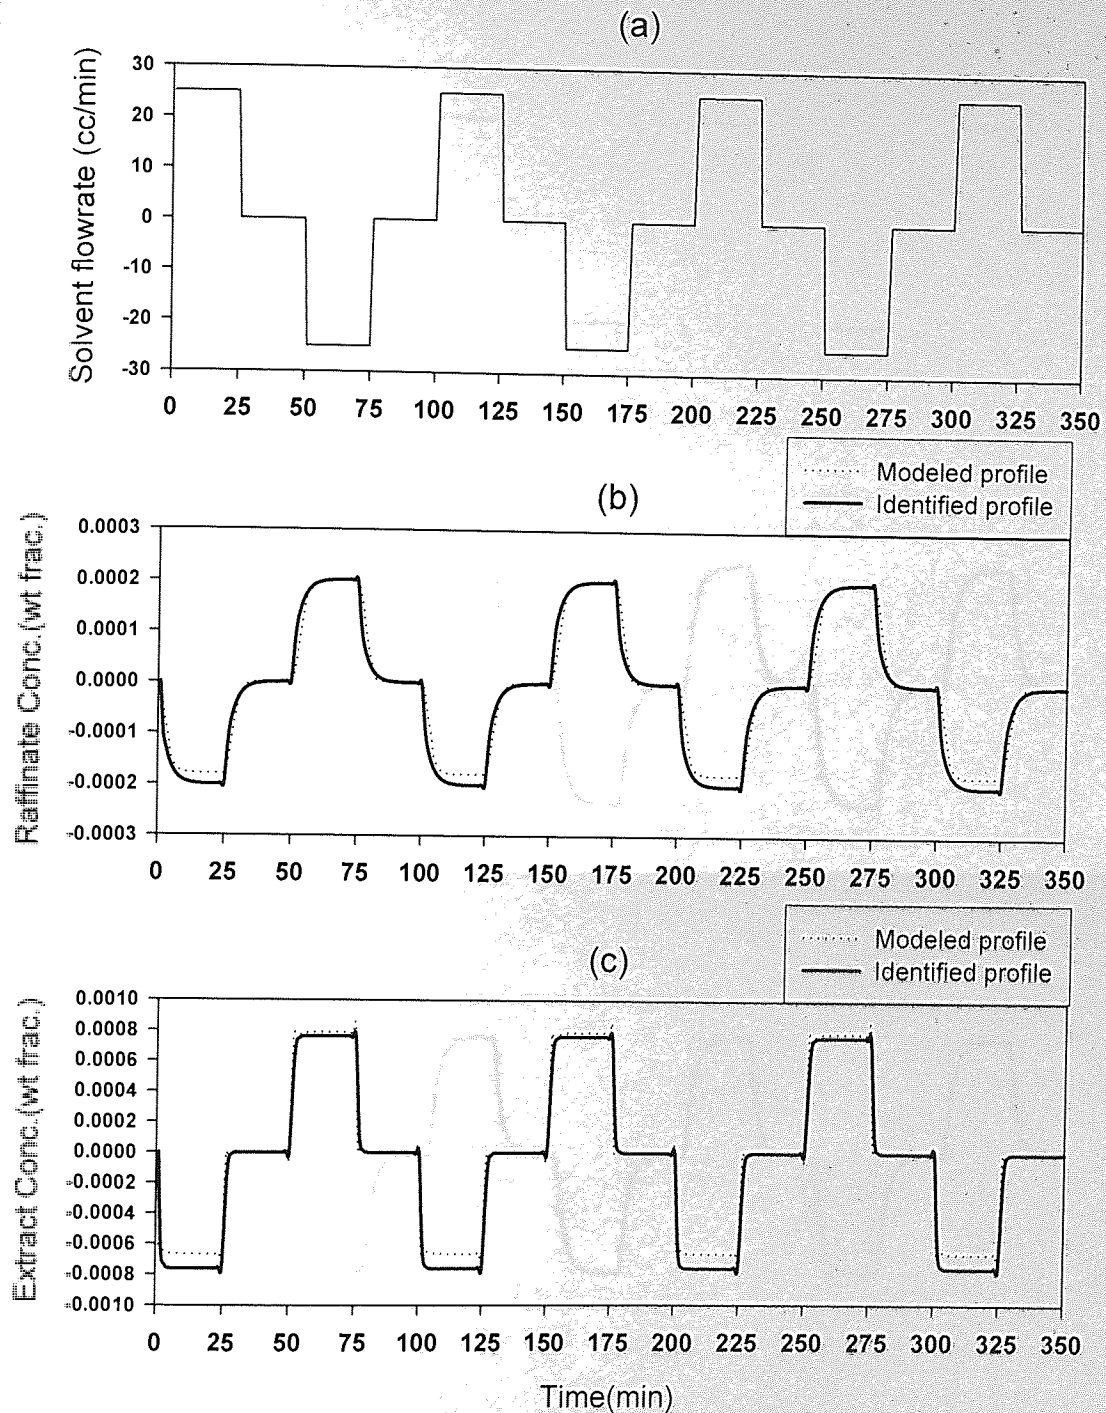 (a)
Solvent flowrate (cc/min)
30
20
10
0
-10
-20
-30
0 25 50 75 100 125 150 175 200 225 250 275 300 325 350
Modeled profile
Identified profile
(b)
Raffinate Conc.(wt frac.)
0.0003
0.0002
0.0001
0.0000
-0.0001
-0.0002
-0.0003
0 25 50 75 100 125 150 175 200 225 250 275 300 325 350
Modeled profile
Identified profile
(c)
Extract Conc.(wt frac.)
0.0010
0.0008
0.0006
0.0004
0.0002
0.0000
-0.0002
-0.0004
-0.0006
-0.0008
-0.0010
0 25 50 75 100 125 150 175 200 225 250 275 300 325 350
Time(min)